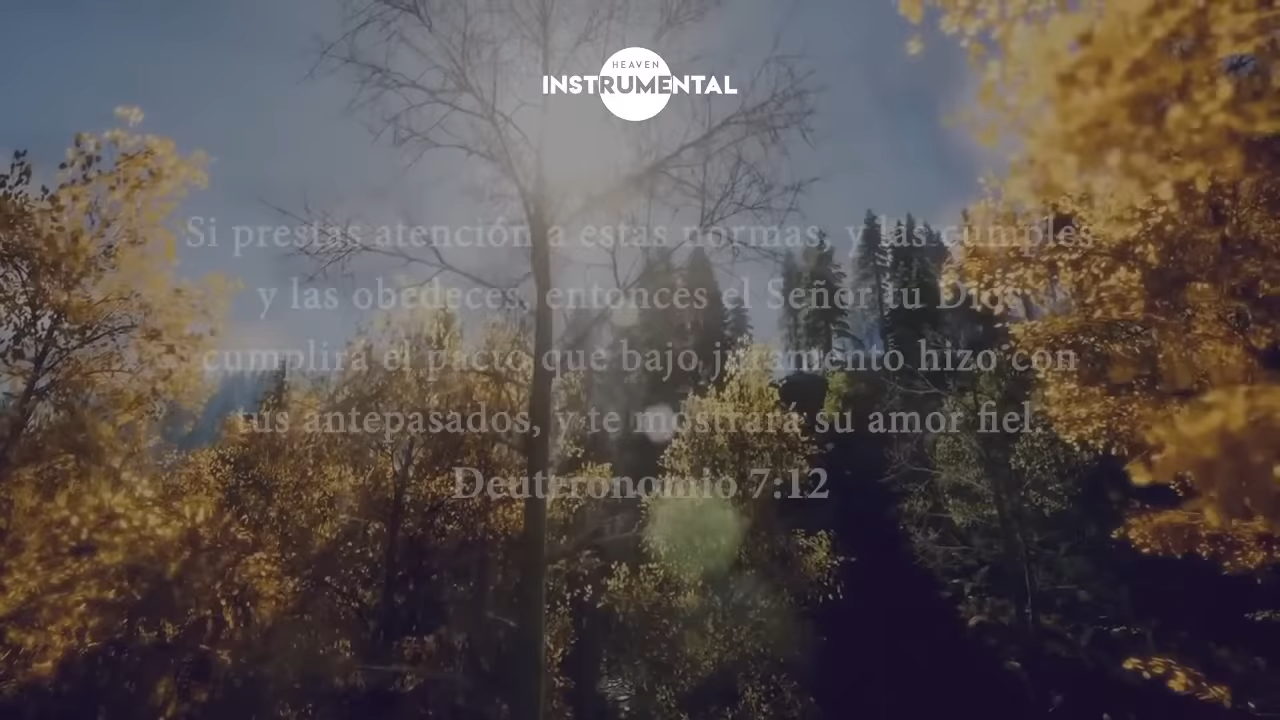 HEAVEN
INSTRUMENTAL
Si prestas atención a estas normas, y las cumples
y las obedeces, entonces el Señor tu Dios
cumplirá el pacto que bajo juramento hizo con
tus antepasados, y te mostrará su amor fiel.
Deuteronomio 7:12